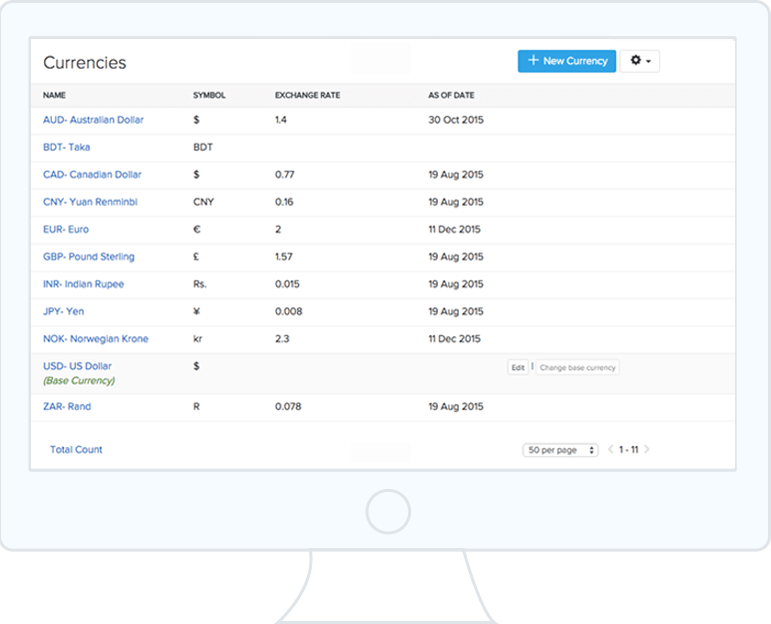 Currencies
+ New Currency
NAME SYMBOL EXCHANGE RATE AS OF DATE
AUD- Australian Dollar $ 1.4 30 Oct 2015
BDT- Taka BDT
CAD- Canadian Dollar $ 0.77 19 Aug 2015
CNY- Yuan Renminbi CNY 0.16 19 Aug 2015
EUR- Euro € 2 11 Dec 2015
GBP- Pound Sterling £ 1.57 19 Aug 2015
INR- Indian Rupee Rs. 0.015 19 Aug 2015
JPY- Yen ¥ 0.008 19 Aug 2015
NOK- Norwegian Krone kr 2.3 11 Dec 2015
USD- US Dollar $ Edit | Change base currency
(Base Currency)
ZAR- Rand R 0.078 19 Aug 2015
Total Count 50 per page 1 - 11